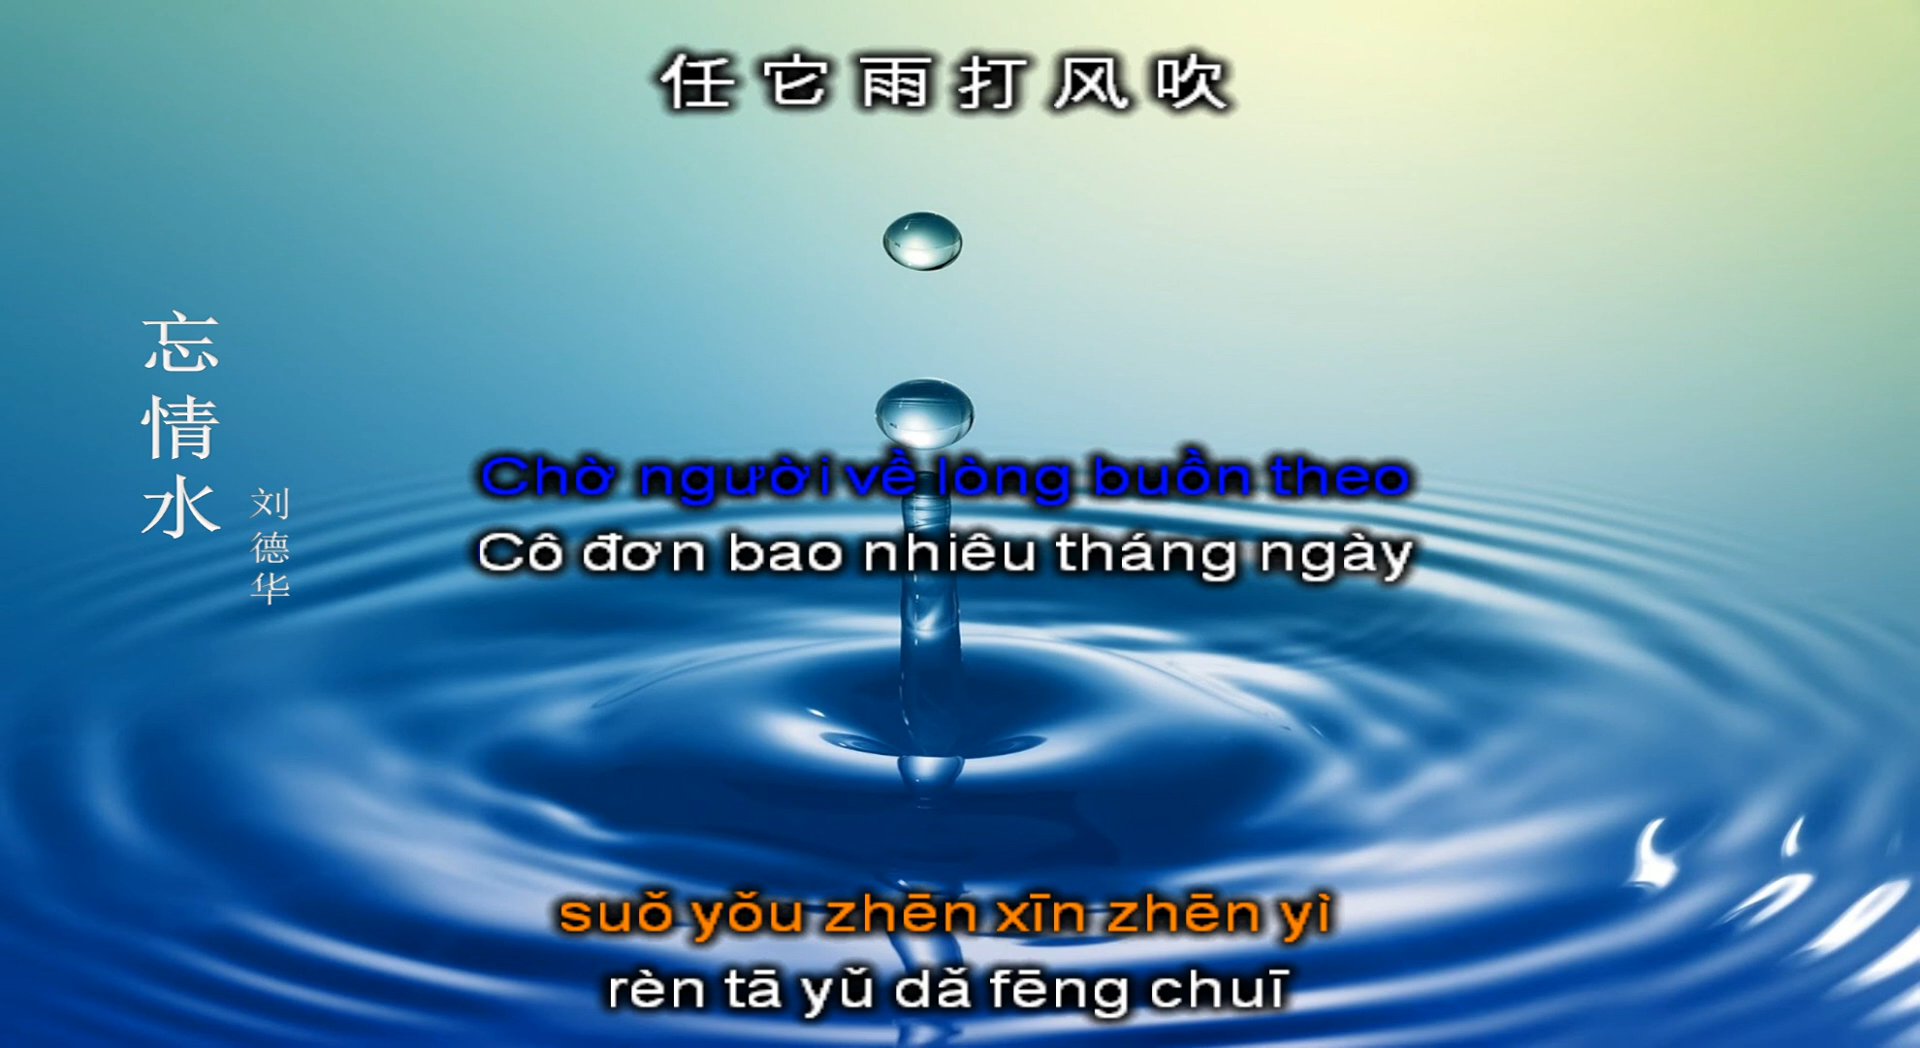 任它雨打风吹
忘情水
刘德华
Chờ người về lòng buồn theo
Cô đơn bao nhiêu tháng ngày
suǒ yǒu zhēn xīn zhēn yì
rèn tā yǔ dǎ fēng chuī